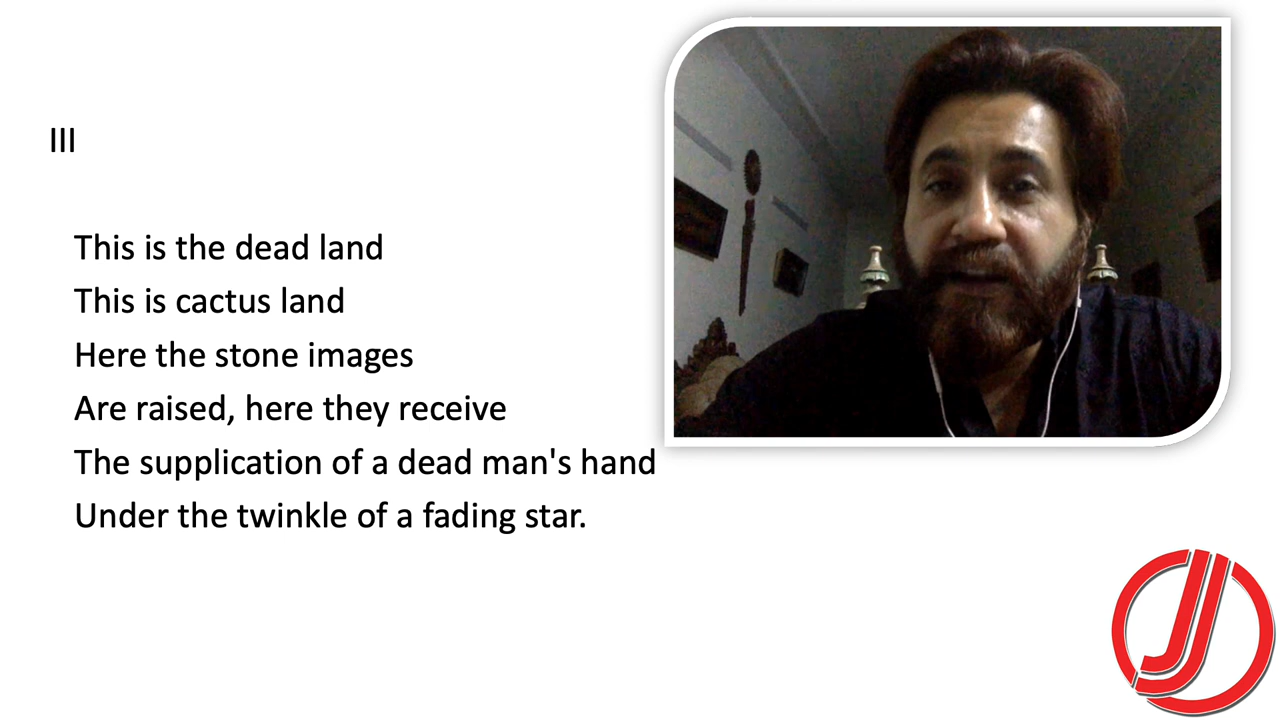 III
This is the dead land
This is cactus land
Here the stone images
Are raised, here they receive
The supplication of a dead man's hand
Under the twinkle of a fading star.